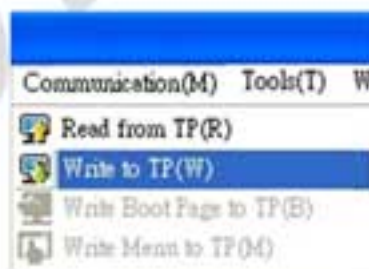 Communication(M) Tools(T) W
Read from TP(R)
Write to TP(W)
Write Boot Page to TP(B)
Write Menu to TP(M)